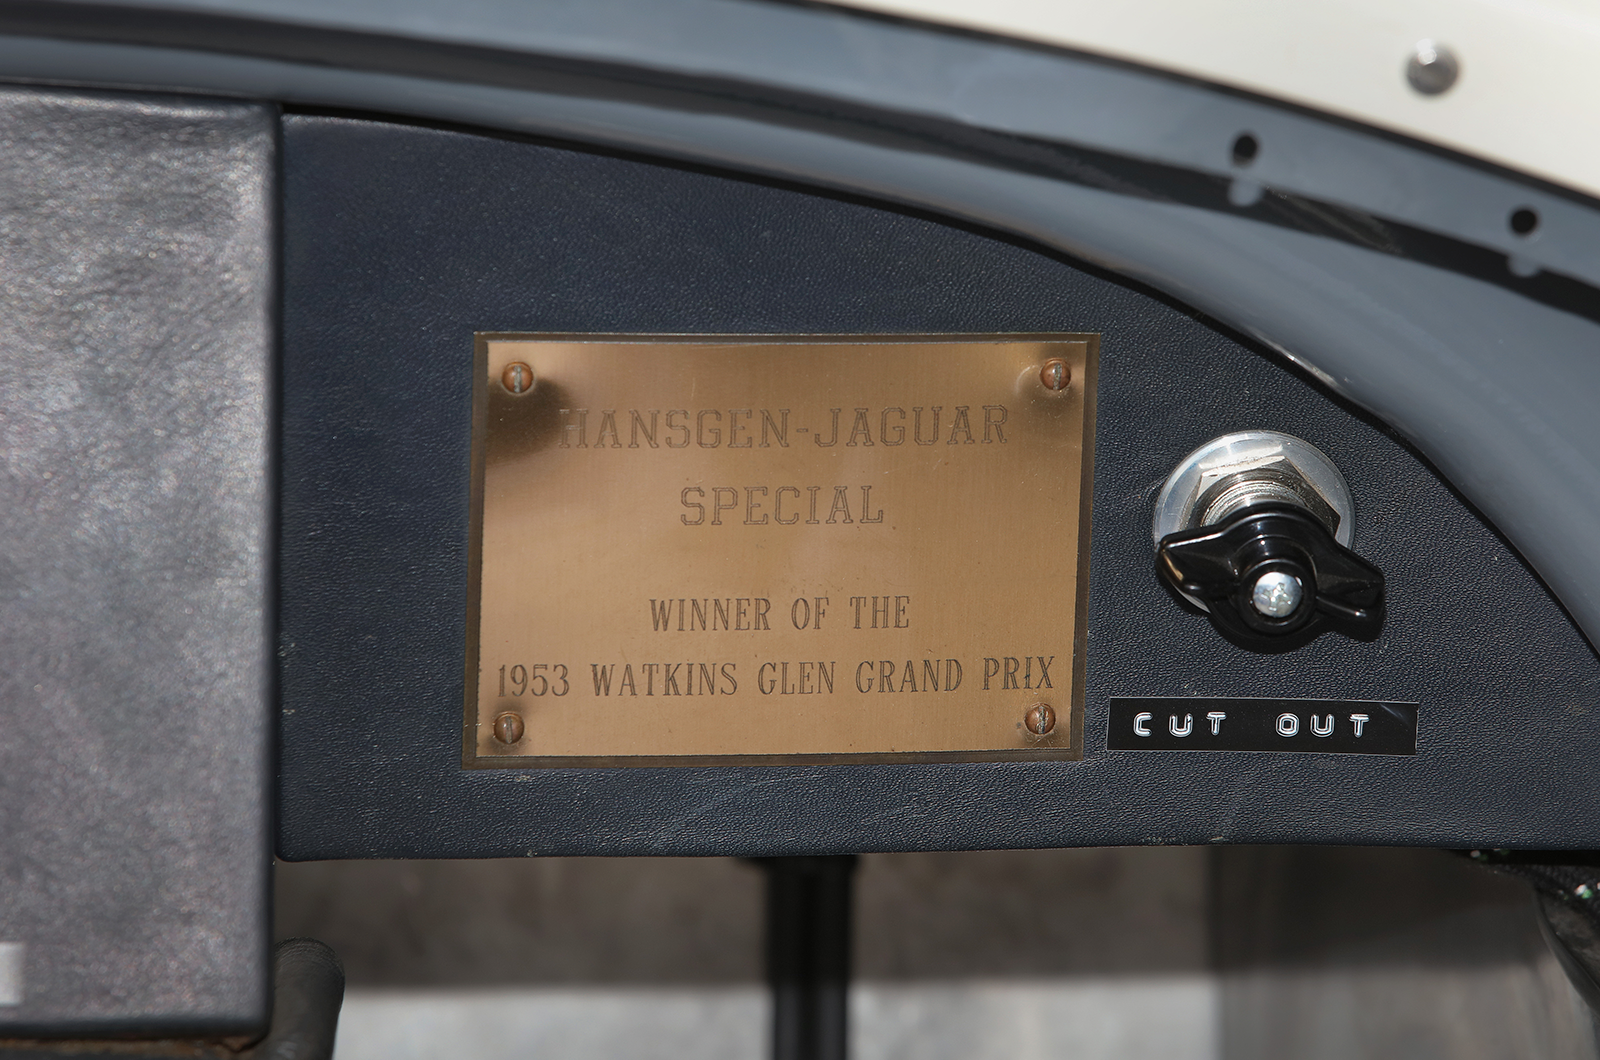 HANSGEN-JAGUAR
SPECIAL
WINNER OF THE
1953 WATKINS GLEN GRAND PRIX
CUT OUT